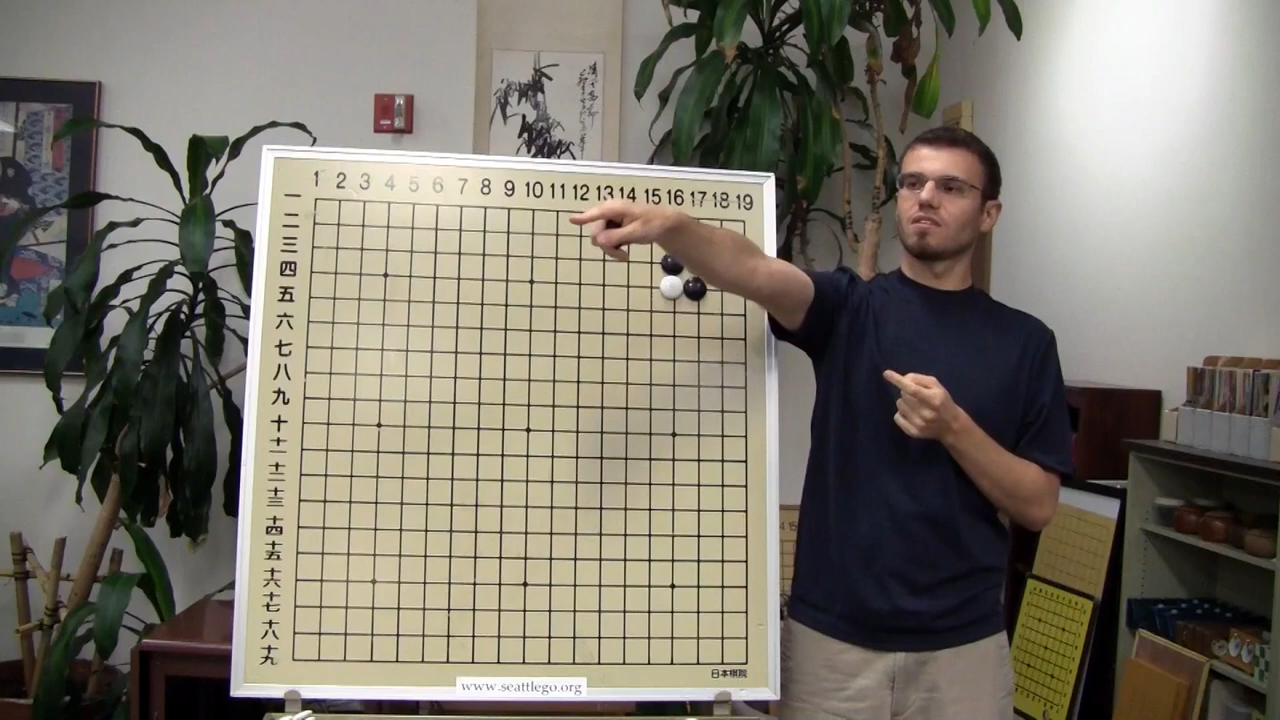 1 2 3 4 5 6 7 8 9 10 11 12 13 14 15 16 17 18 19
一
二
三
四
五
六
七
八
九
十
十一
十二
十三
十四
十五
十六
十七
十八
十九
日本棋院
www.seattlego.org